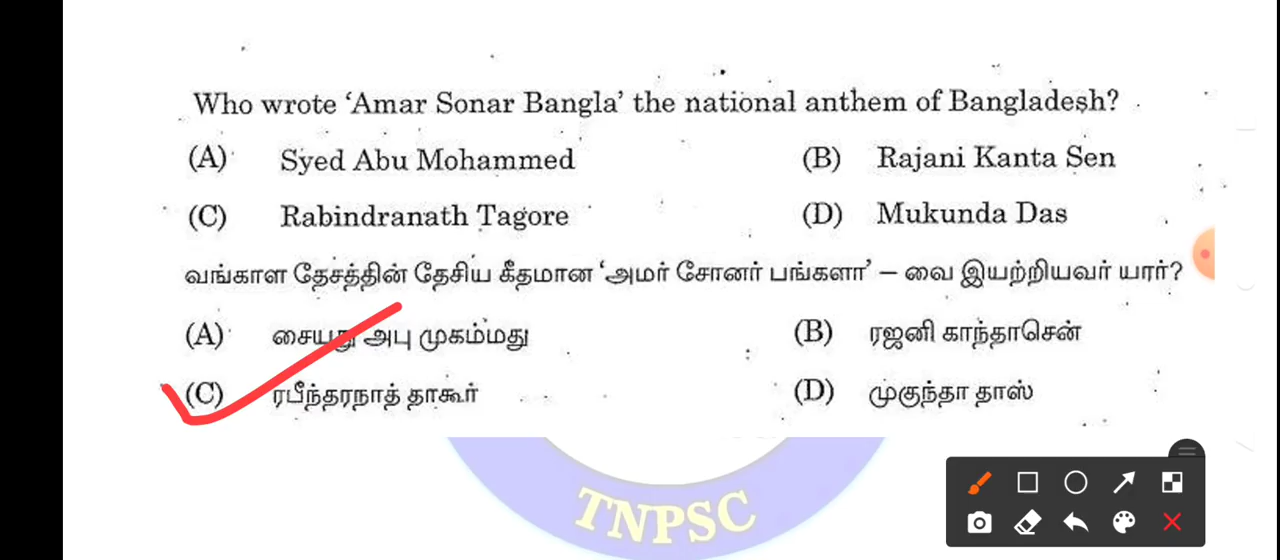 Who wrote ‘Amar Sonar Bangla’ the national anthem of Bangladesh?
(A) Syed Abu Mohammed (B) Rajani Kanta Sen
(C) Rabindranath Tagore (D) Mukunda Das
வங்காள தேசத்தின் தேசிய கீதமான ‘அமர் சோனர் பங்களா’ – வை இயற்றியவர் யார்?
(A) சையது அபு முகம்மது (B) ரஜனி காந்தாசென்
(C) ரபீந்தரநாத் தாகூர் (D) முகுந்தா தாஸ்
TNPSC